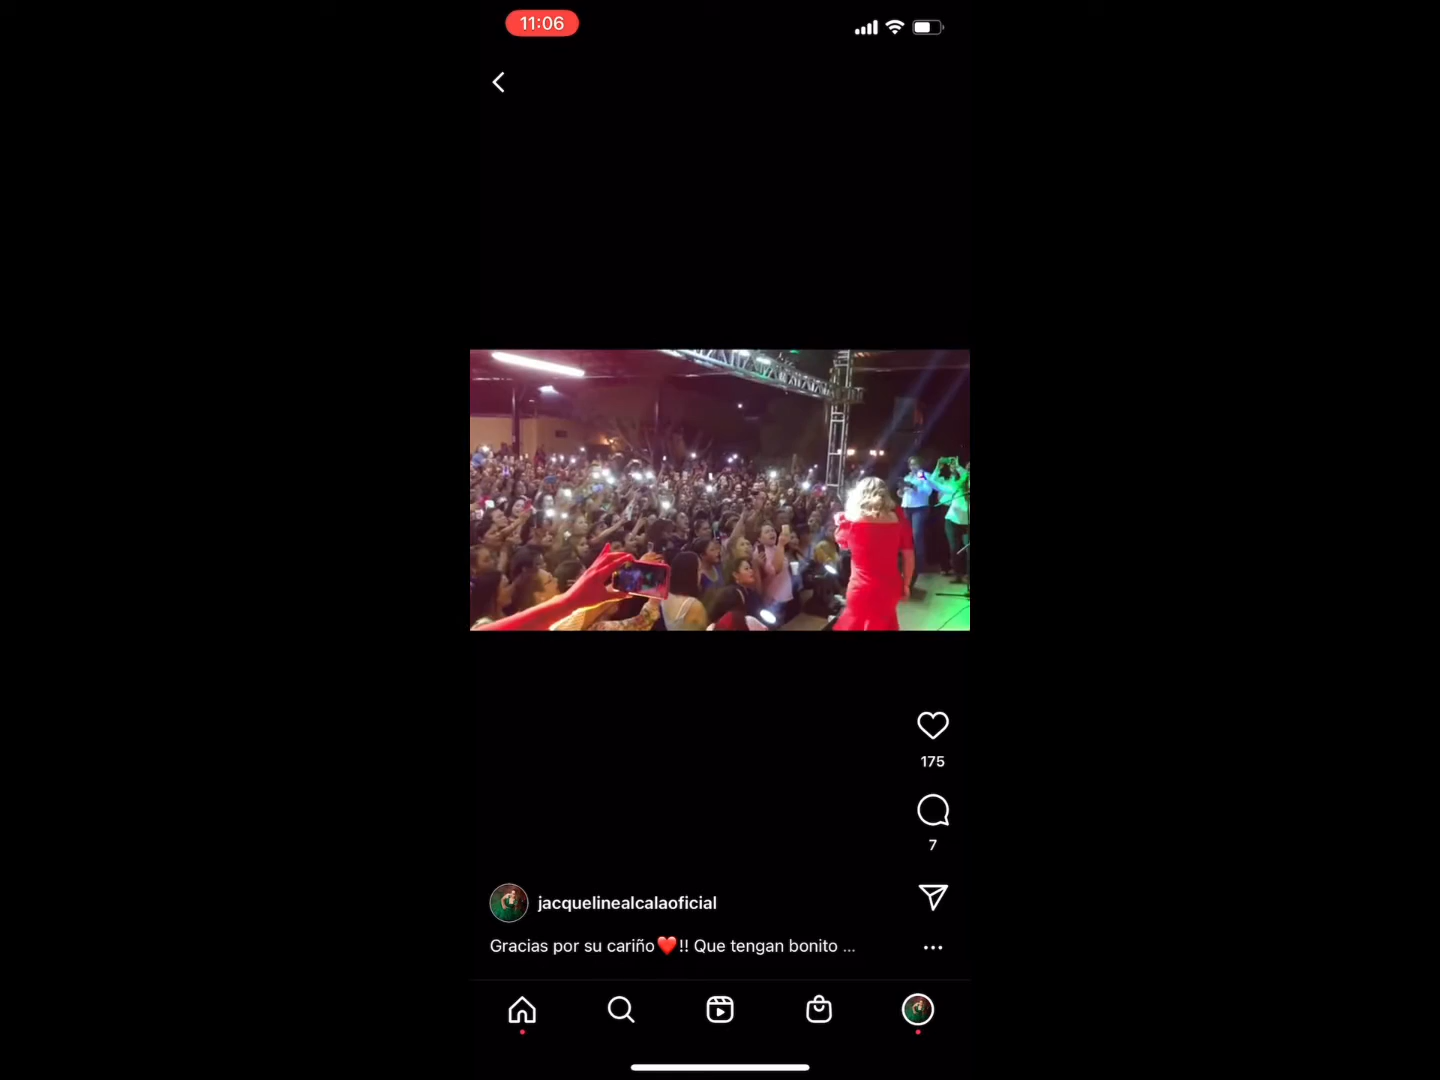 11:06
175
7
jacquelinealcalaoficial
Gracias por su cariño❤️!! Que tengan bonito ...